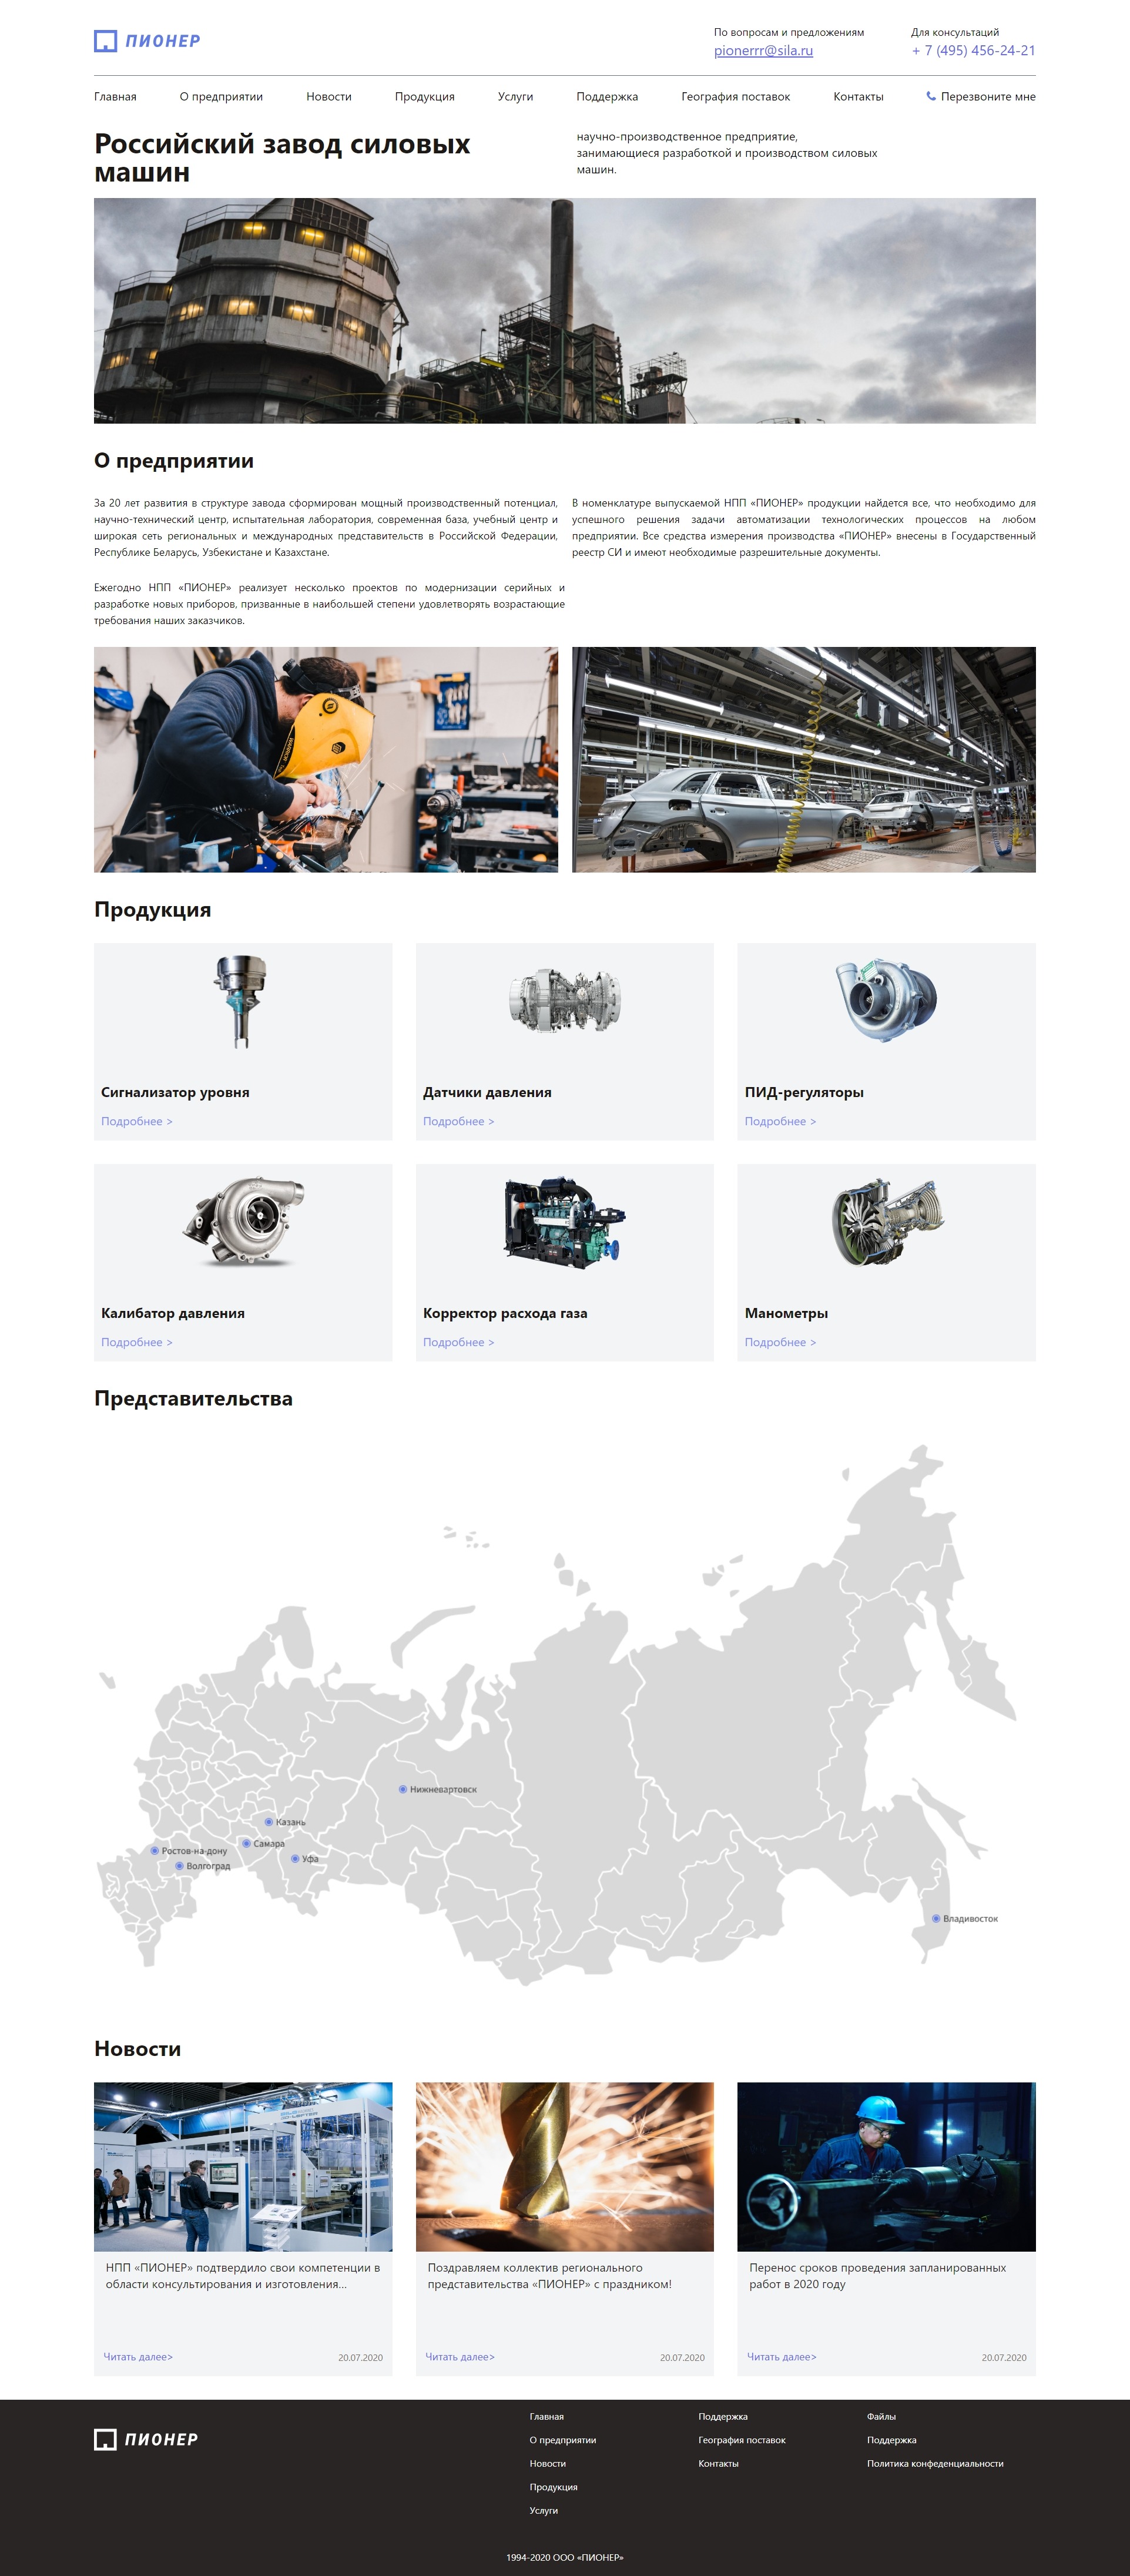 ПИОНЕР
По вопросам и предложениям
pionerrr@sila.ru
Для консультаций
+ 7 (495) 456-24-21
Главная О предприятии Новости Продукция Услуги Поддержка География поставок Контакты Перезвоните мне
Российский завод силовых
машин
научно-производственное предприятие,
занимающиеся разработкой и производством силовых
машин.
О предприятии
За 20 лет развития в структуре завода сформирован мощный производственный потенциал,
научно-технический центр, испытательная лаборатория, современная база, учебный центр и
широкая сеть региональных и международных представительств в Российской Федерации,
Республике Беларусь, Узбекистане и Казахстане.
В номенклатуре выпускаемой НПП «ПИОНЕР» продукции найдется все, что необходимо для
успешного решения задачи автоматизации технологических процессов на любом
предприятии. Все средства измерения производства «ПИОНЕР» внесены в Государственный
реестр СИ и имеют необходимые разрешительные документы.
Ежегодно НПП «ПИОНЕР» реализует несколько проектов по модернизации серийных и
разработке новых приборов, призванные в наибольшей степени удовлетворять возрастающие
требования наших заказчиков.
Продукция
Сигнализатор уровня
Подробнее >
Датчики давления
Подробнее >
ПИД-регуляторы
Подробнее >
Калибатор давления
Подробнее >
Корректор расхода газа
Подробнее >
Манометры
Подробнее >
Представительства
Нижневартовск
Казань
Самара
Ростов-на-дону
Уфа
Волгоград
Владивосток
Новости
НПП «ПИОНЕР» подтвердило свои компетенции в
области консультирования и изготовления...
Читать далее> 20.07.2020
Поздравляем коллектив регионального
представительства «ПИОНЕР» с праздником!
Читать далее> 20.07.2020
Перенос сроков проведения запланированных
работ в 2020 году
Читать далее> 20.07.2020
ПИОНЕР
Главная
О предприятии
Новости
Продукция
Услуги
Поддержка
География поставок
Контакты
Файлы
Поддержка
Политика конфеденциальности
1994-2020 ООО «ПИОНЕР»